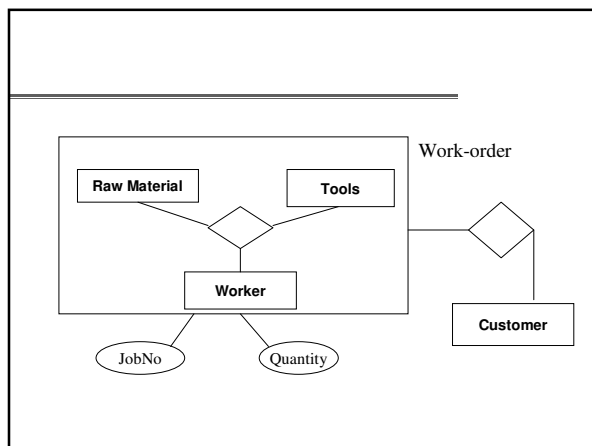 Work-order
Raw Material
Tools
Worker
Customer
JobNo
Quantity